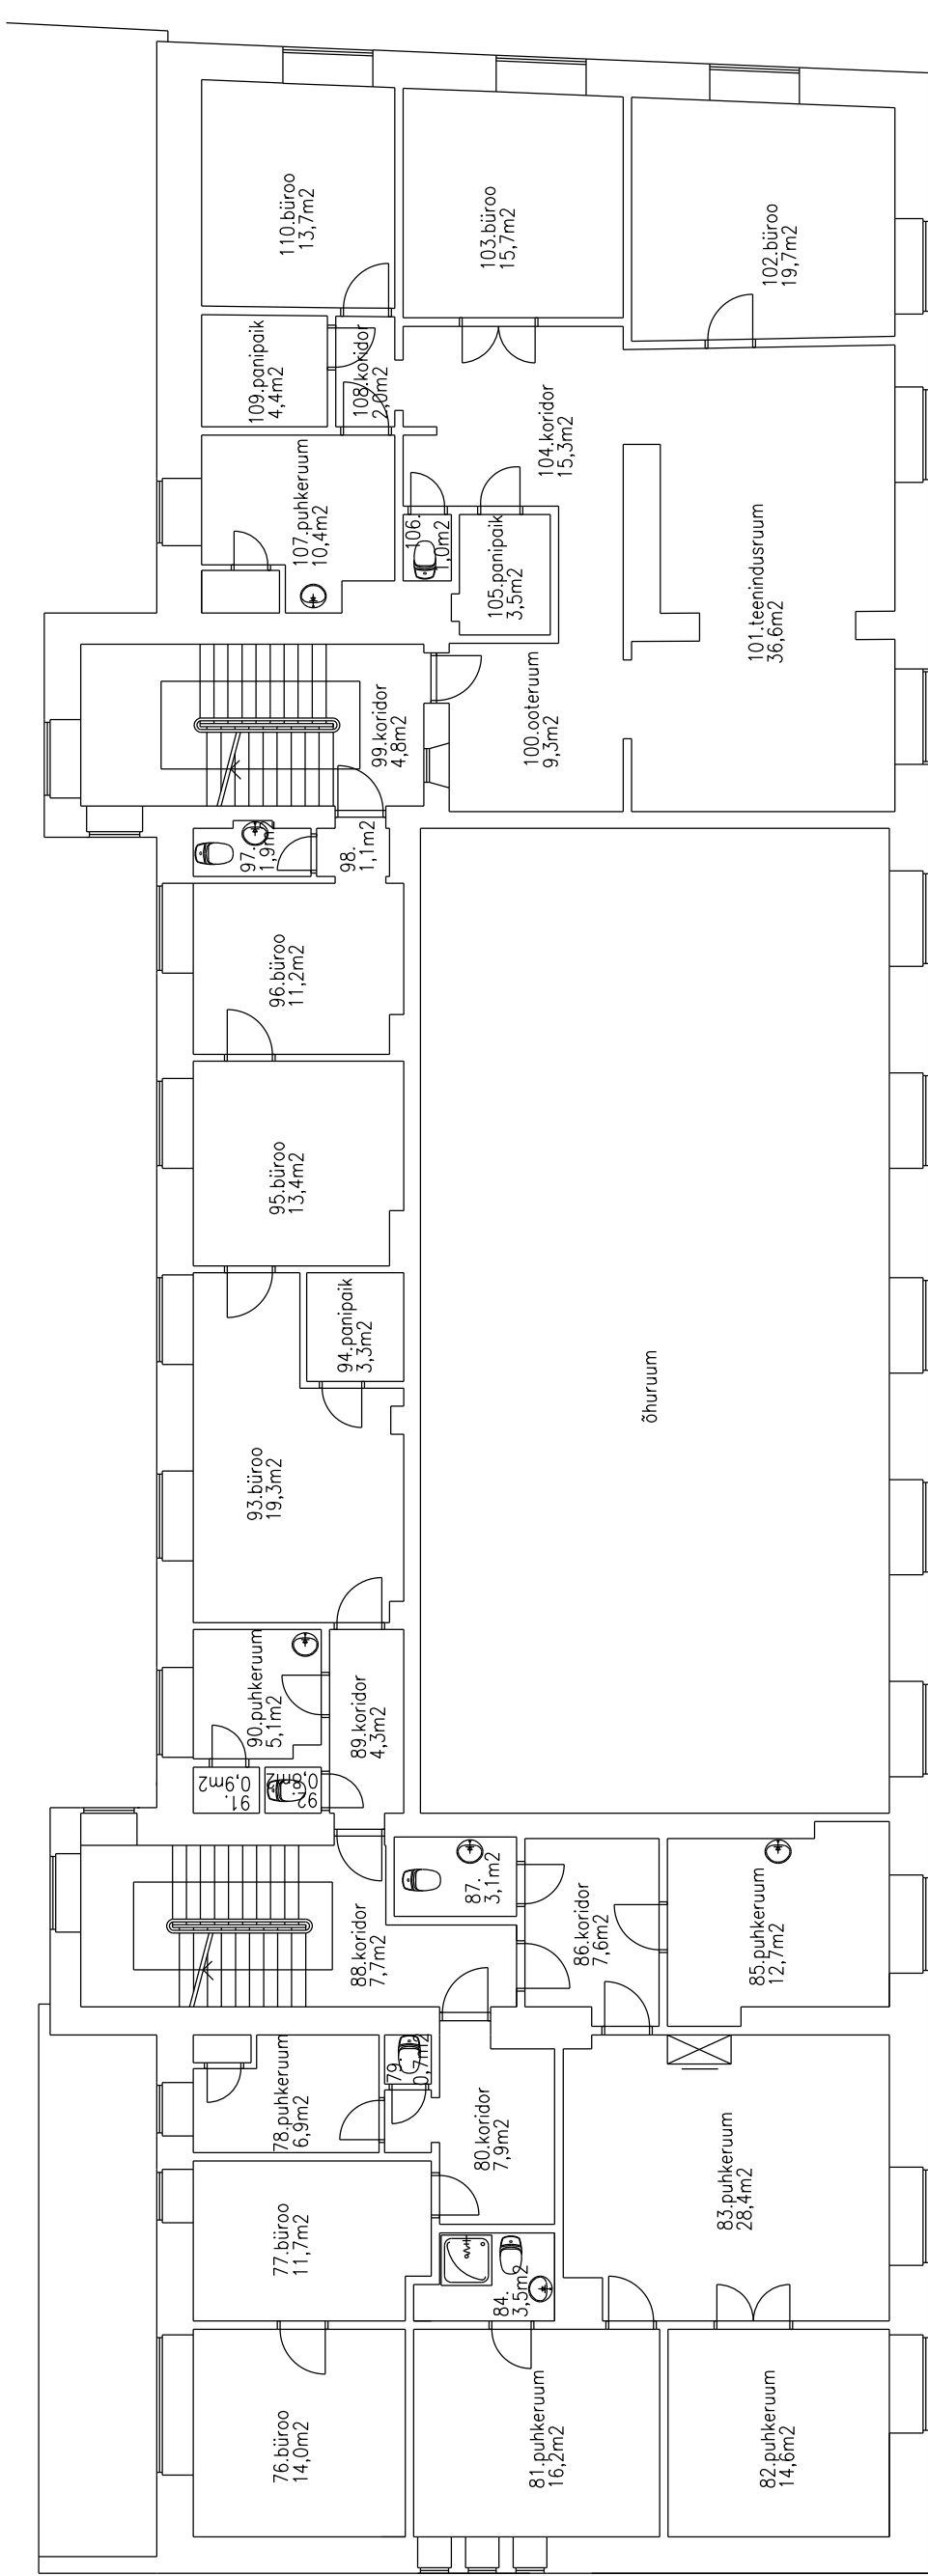 110.büroo
13,7m2
103.büroo
15,7m2
102.büroo
19,7m2
109.panipaik
4,4m2
108.koridor
2,0m2
104.koridor
15,3m2
107.puhkeruum
10,4m2
106.
1,0m2
105.panipaik
3,5m2
101.teenindusruum
36,6m2
99.koridor
4,8m2
100.ooteruum
9,3m2
97.
1,9m2
98.
1,1m2
96.büroo
11,2m2
95.büroo
13,4m2
94.panipaik
3,3m2
õhuruum
93.büroo
19,3m2
90.puhkeruum
5,1m2
89.koridor
4,3m2
91.
0,9m2
92.
0,8m2
87.
3,1m2
88.koridor
7,7m2
86.koridor
7,6m2
85.puhkeruum
12,7m2
78.puhkeruum
6,9m2
79.
0,7m2
80.koridor
7,9m2
83.puhkeruum
28,4m2
77.büroo
11,7m2
84.
3,5m2
76.büroo
14,0m2
81.puhkeruum
16,2m2
82.puhkeruum
14,6m2